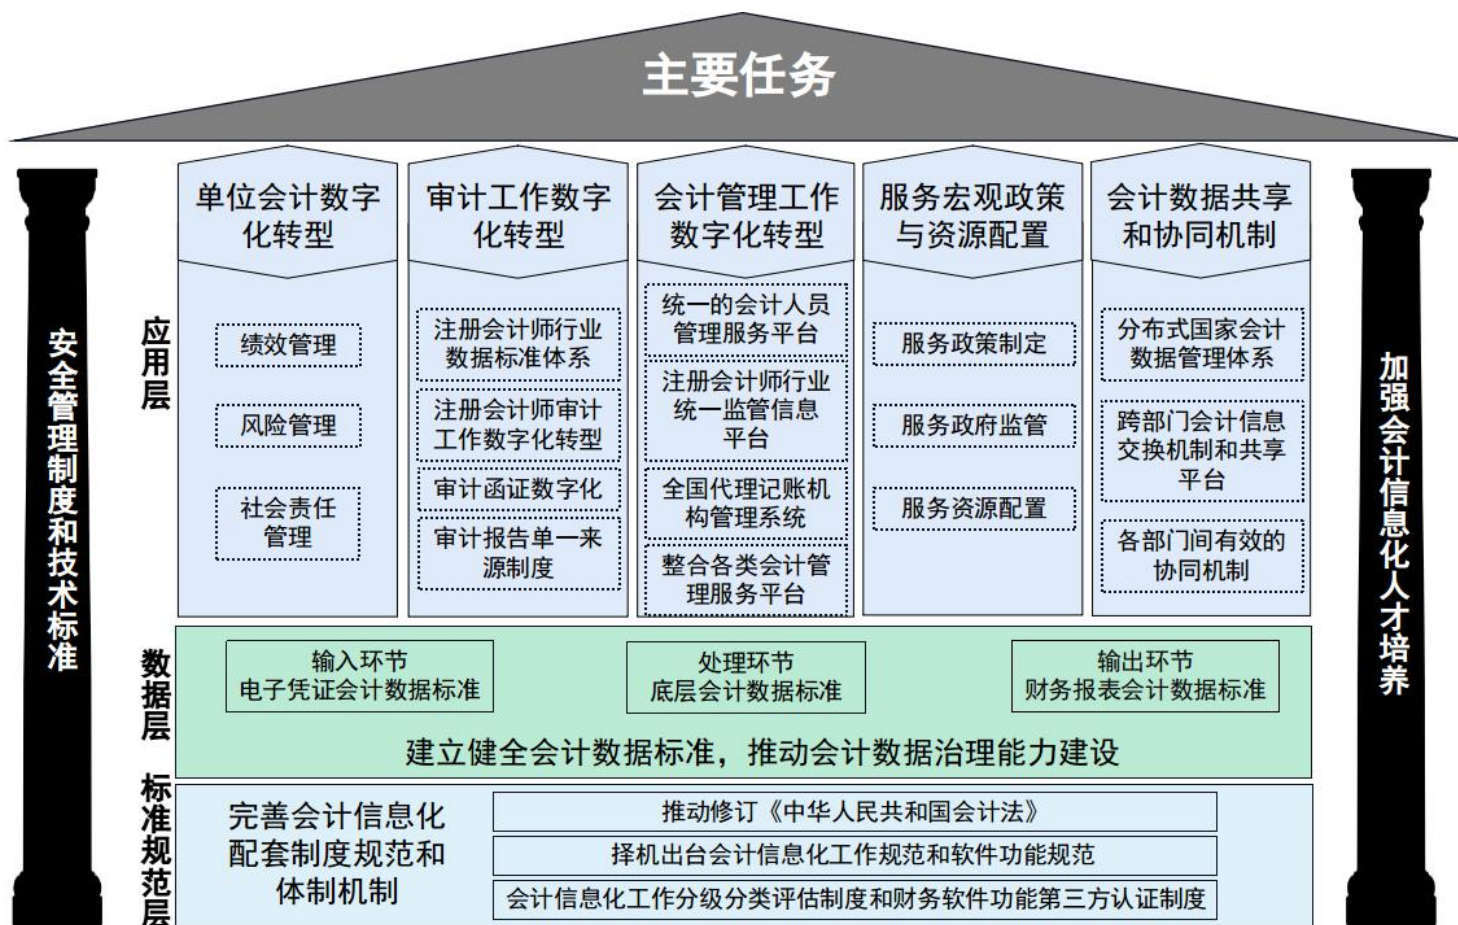 主要任务
安全管理制度和技术标准
应用层
单位会计数字
化转型
绩效管理
风险管理
社会责任
管理
审计工作数字
化转型
注册会计师行业
数据标准体系
注册会计师审计
工作数字化转型
审计函证数字化
审计报告单一来
源制度
会计管理工作
数字化转型
统一的会计人员
管理服务平台
注册会计师行业
统一监管信息
平台
全国代理记账机
构管理系统
整合各类会计管
理服务平台
服务宏观政策
与资源配置
服务政策制定
服务政府监管
服务资源配置
会计数据共享
和协同机制
分布式国家会计
数据管理体系
跨部门会计信息
交换机制和共享
平台
各部门间有效的
协同机制
数据层
输入环节
电子凭证会计数据标准
处理环节
底层会计数据标准
输出环节
财务报表会计数据标准
建立健全会计数据标准，推动会计数据治理能力建设
标准规范层
完善会计信息化
配套制度规范和
体制机制
推动修订《中华人民共和国会计法》
择机出台会计信息化工作规范和软件功能规范
会计信息化工作分级分类评估制度和财务软件功能第三方认证制度
加强会计信息化人才培养